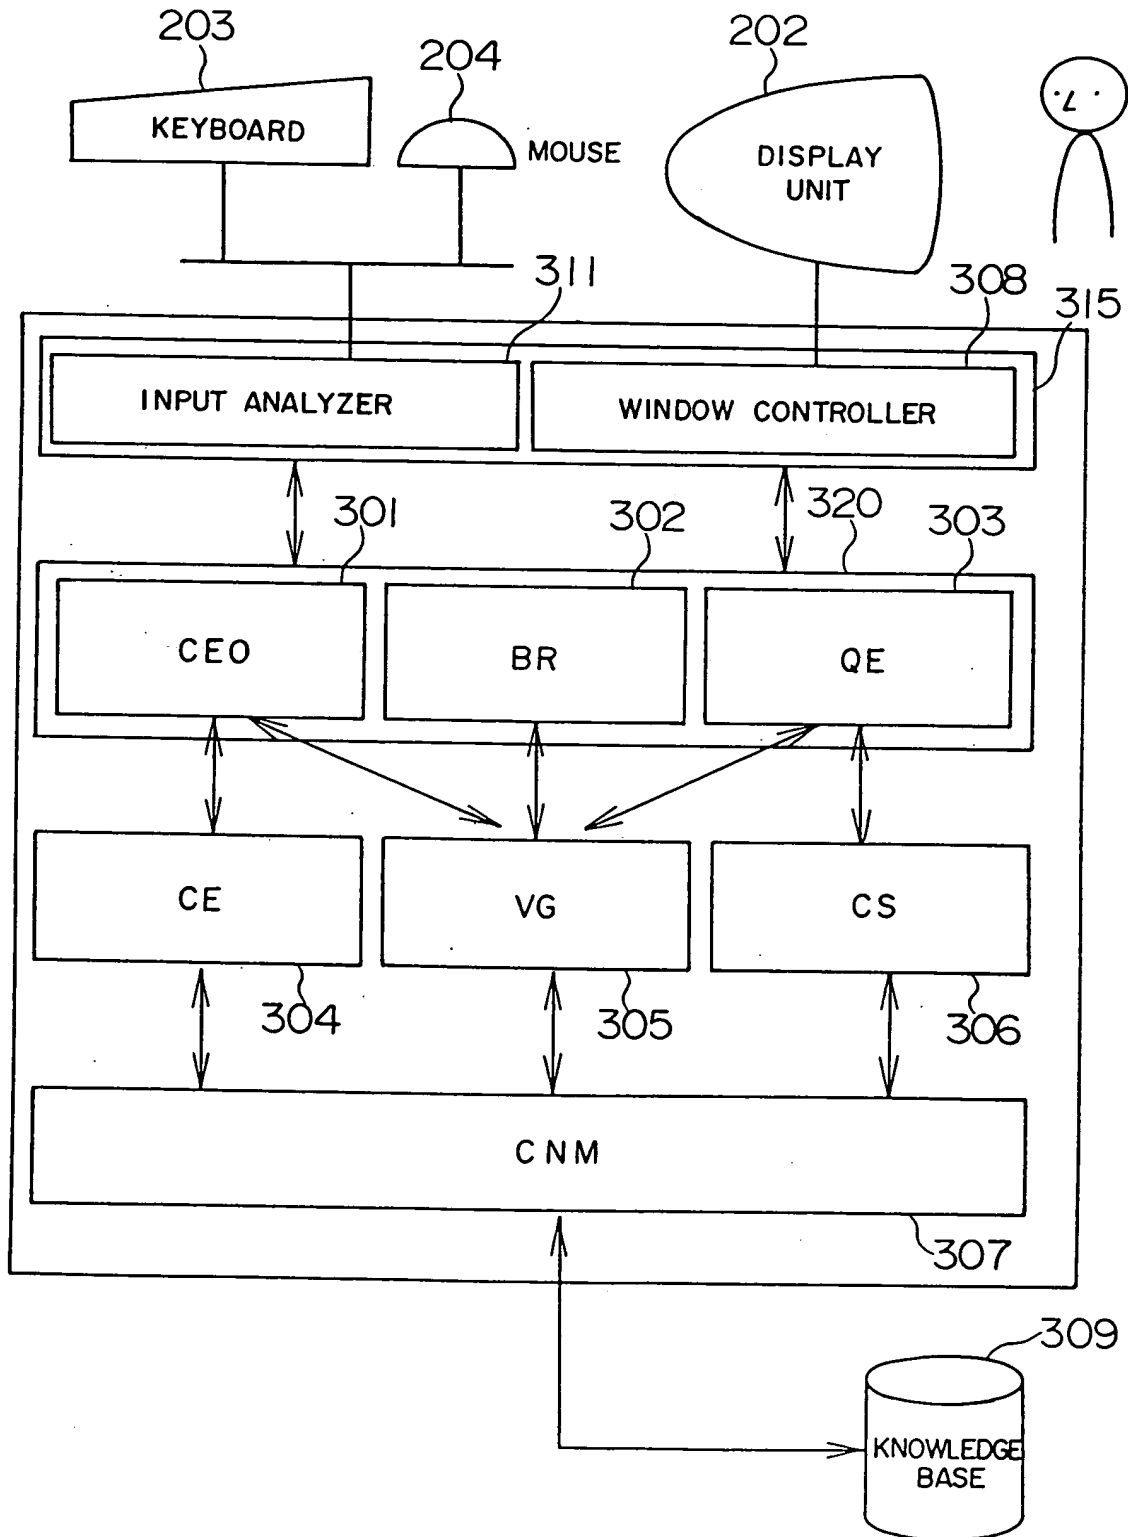 203
204
202
KEYBOARD
MOUSE
DISPLAY
UNIT
311
308
315
INPUT ANALYZER
WINDOW CONTROLLER
301
302
320
303
CEO
BR
QE
CE
VG
CS
304
305
306
CNM
307
309
KNOWLEDGE
BASE